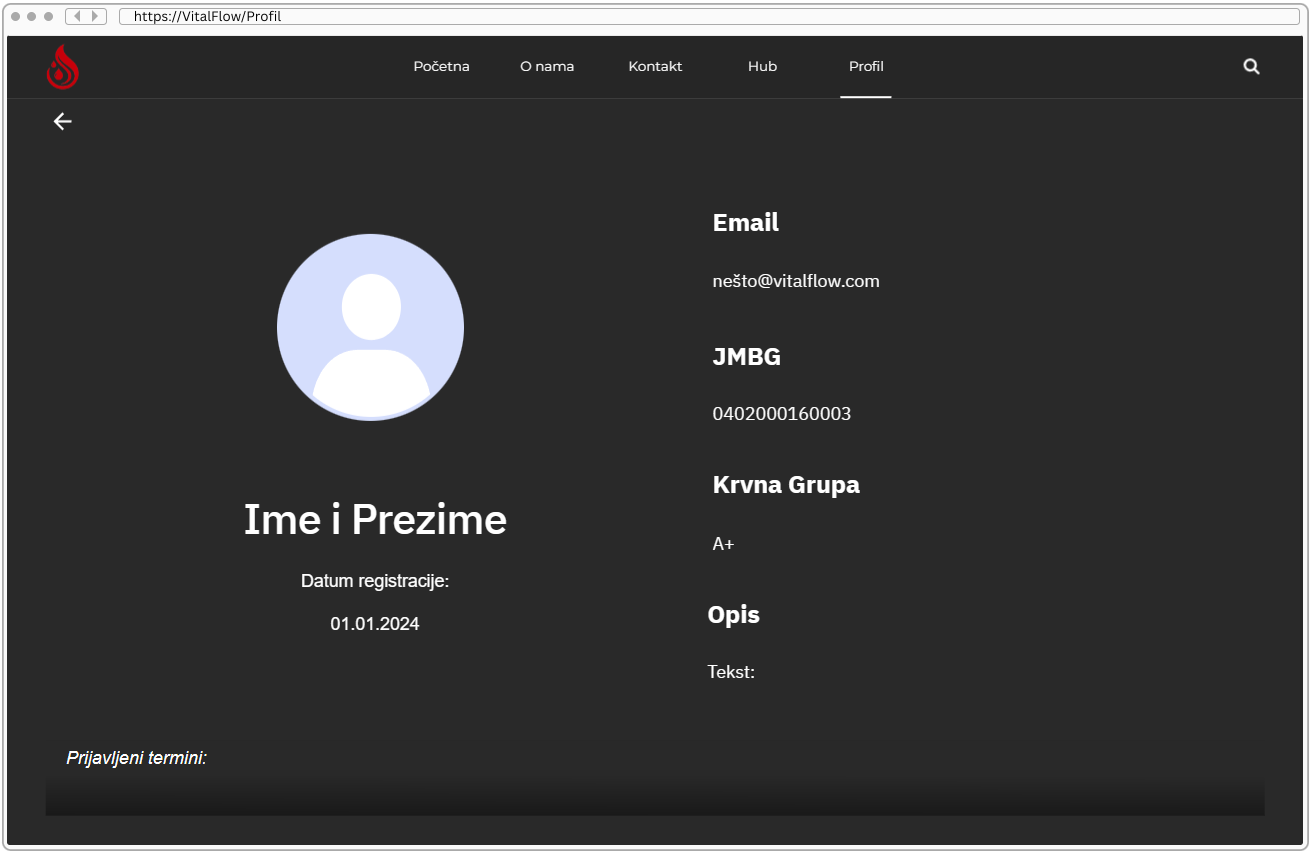 https://VitalFlow/Profil
Početna
O nama
Kontakt
Hub
Profil
Email
nešto@vitalflow.com
JMBG
0402000160003
Krvna Grupa
A+
Opis
Tekst:
Ime i Prezime
Datum registracije:
01.01.2024
Prijavljeni termini: